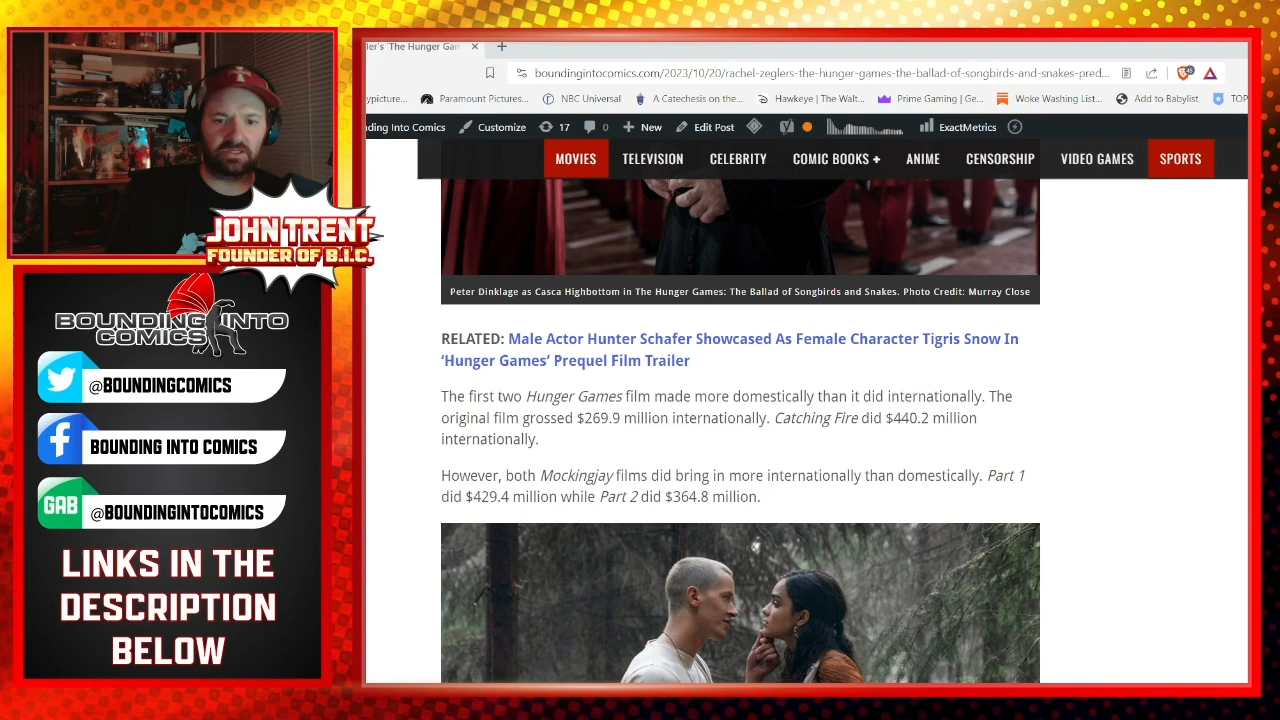 JOHN TRENT
FOUNDER OF B.I.C.
BOUNDING INTO
COMICS
@BOUNDINGCOMICS
BOUNDING INTO COMICS
GAB
@BOUNDINGINTOCOMICS
LINKS IN THE
DESCRIPTION
BELOW
ler's 'The Hunger Gam
boundingintocomics.com/2023/10/20/rachel-zeglers-the-hunger-games-the-ballad-of-songbirds-and-snakes-pred...
ypicture... Paramount Pictures... NBC Universal A Catechesis on the... Hawkeye | The Walt... Prime Gaming | Ge... Woke Washing List... Add to Babylist TOP
ding Into Comics Customize 17 0 New Edit Post ExactMetrics
MOVIES TELEVISION CELEBRITY COMIC BOOKS + ANIME CENSORSHIP VIDEO GAMES SPORTS
Peter Dinklage as Casca Highbottom in The Hunger Games: The Ballad of Songbirds and Snakes. Photo Credit: Murray Close
RELATED: Male Actor Hunter Schafer Showcased As Female Character Tigris Snow In
'Hunger Games' Prequel Film Trailer
The first two Hunger Games film made more domestically than it did internationally. The
original film grossed $269.9 million internationally. Catching Fire did $440.2 million
internationally.
However, both Mockingjay films did bring in more internationally than domestically. Part 1
did $429.4 million while Part 2 did $364.8 million.